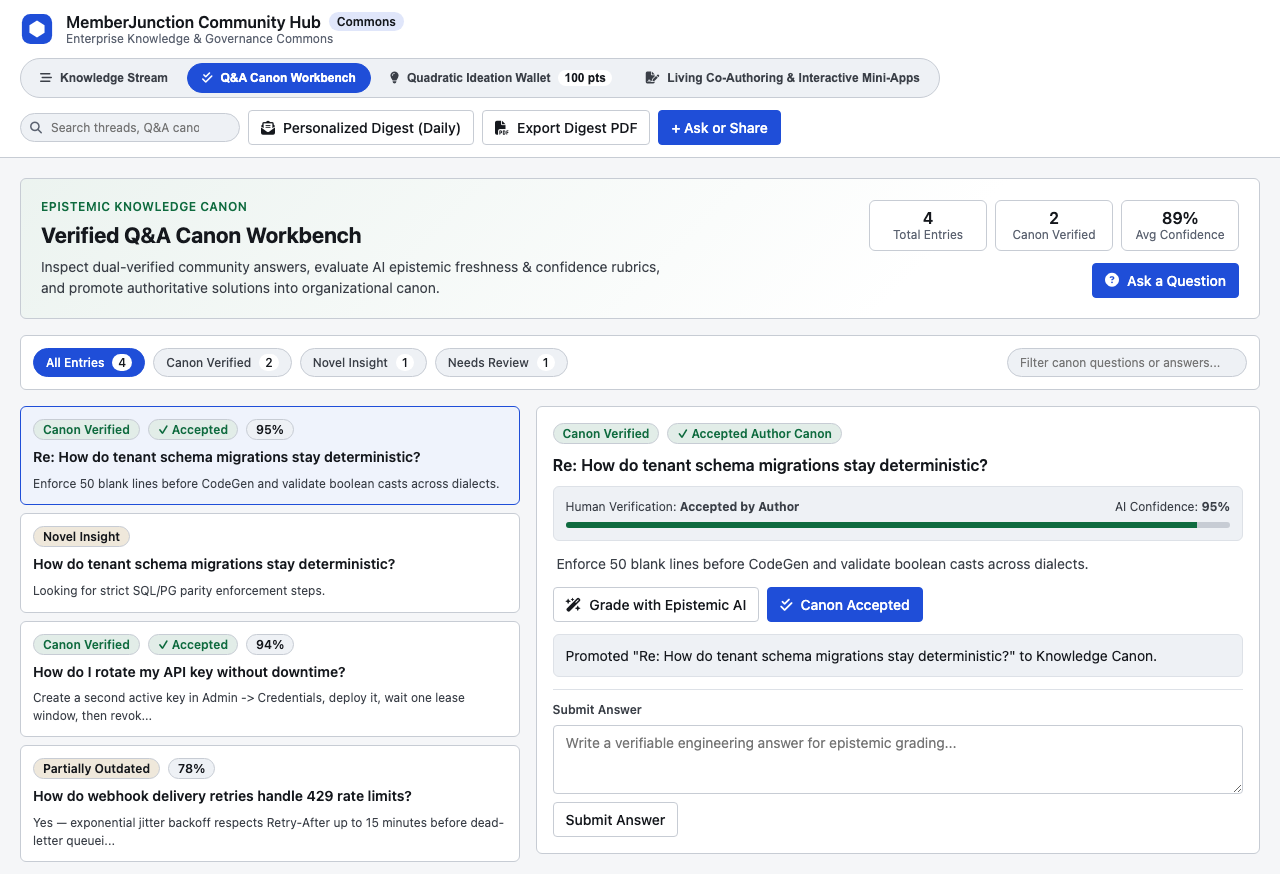 MemberJunction Community Hub Commons
Enterprise Knowledge & Governance Commons
Knowledge Stream Q&A Canon Workbench Quadratic Ideation Wallet 100 pts Living Co-Authoring & Interactive Mini-Apps
Search threads, Q&A cano Personalized Digest (Daily) Export Digest PDF + Ask or Share
EPISTEMIC KNOWLEDGE CANON
Verified Q&A Canon Workbench
Inspect dual-verified community answers, evaluate AI epistemic freshness & confidence rubrics,
and promote authoritative solutions into organizational canon.
4 2 89%
Total Entries Canon Verified Avg Confidence
Ask a Question
All Entries 4 Canon Verified 2 Novel Insight 1 Needs Review 1 Filter canon questions or answers...
Canon Verified ✓ Accepted 95%
Re: How do tenant schema migrations stay deterministic?
Enforce 50 blank lines before CodeGen and validate boolean casts across dialects.
Novel Insight
How do tenant schema migrations stay deterministic?
Looking for strict SQL/PG parity enforcement steps.
Canon Verified ✓ Accepted 94%
How do I rotate my API key without downtime?
Create a second active key in Admin -> Credentials, deploy it, wait one lease
window, then revok...
Partially Outdated 78%
How do webhook delivery retries handle 429 rate limits?
Yes — exponential jitter backoff respects Retry-After up to 15 minutes before dead-
letter queuei...
Canon Verified ✓ Accepted Author Canon
Re: How do tenant schema migrations stay deterministic?
Human Verification: Accepted by Author AI Confidence: 95%
Enforce 50 blank lines before CodeGen and validate boolean casts across dialects.
Grade with Epistemic AI Canon Accepted
Promoted "Re: How do tenant schema migrations stay deterministic?" to Knowledge Canon.
Submit Answer
Write a verifiable engineering answer for epistemic grading...
Submit Answer